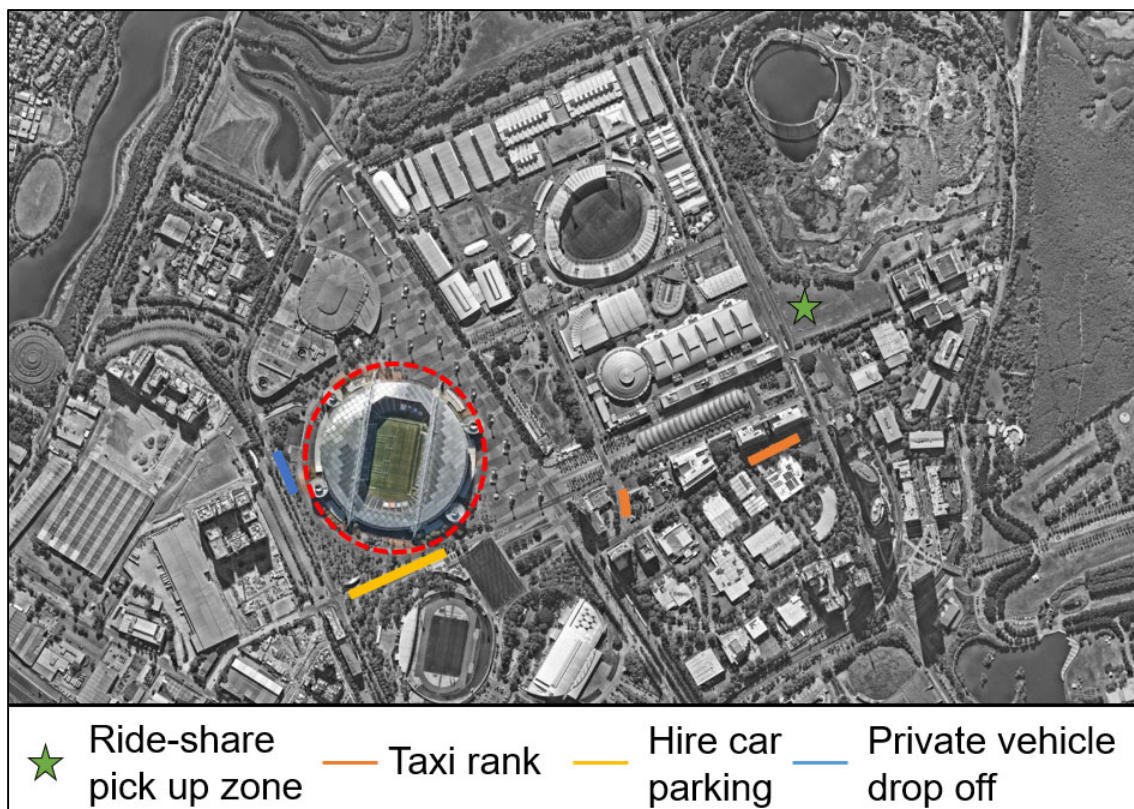 Ride-share
pick up zone
Taxi rank
Hire car
parking
Private vehicle
drop off